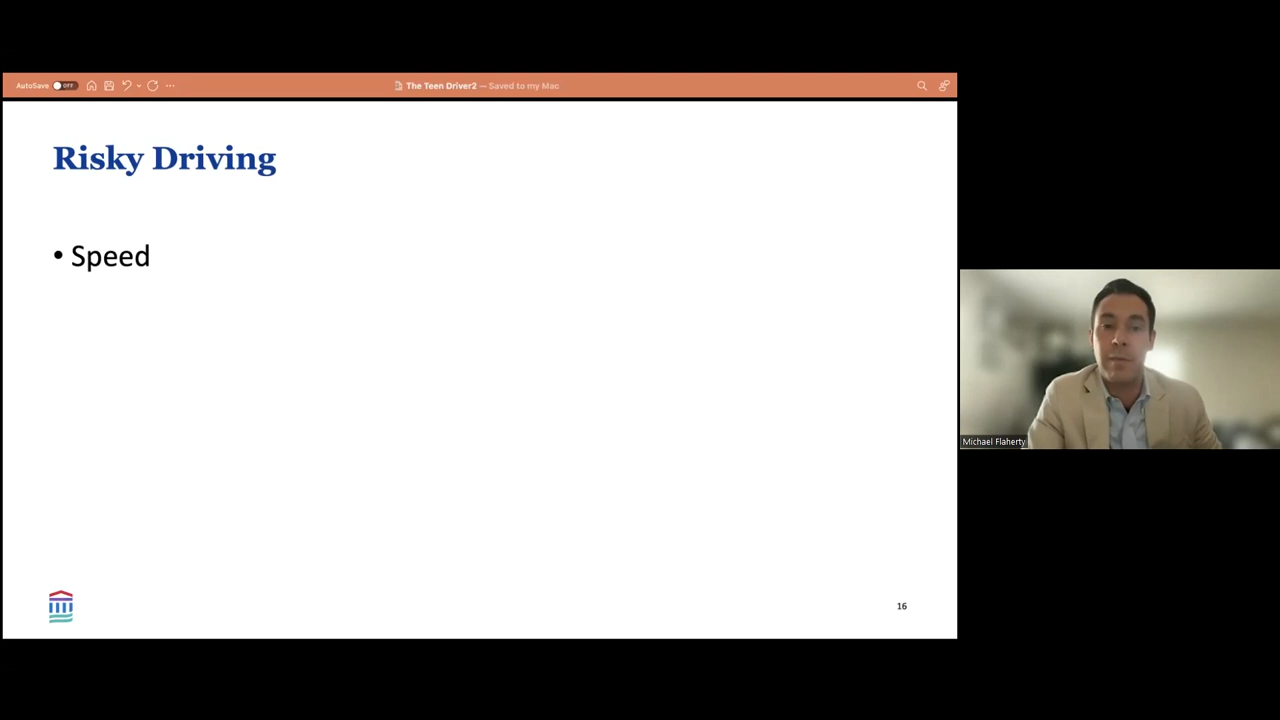 AutoSave OFF
The Teen Driver2 — Saved to my Mac
Risky Driving
• Speed
Michael Flaherty
16